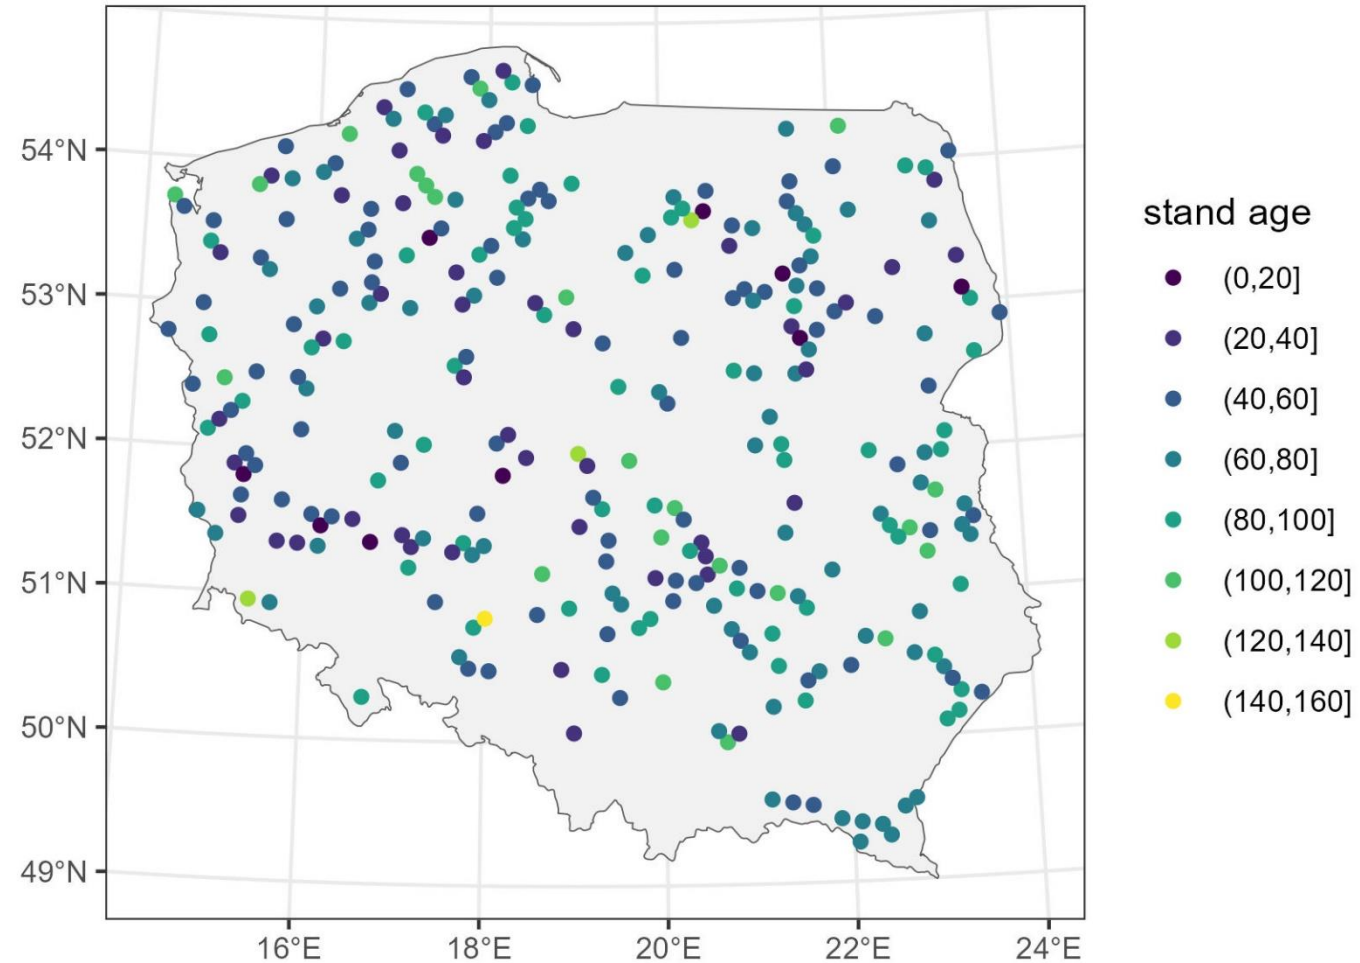 54°N
53°N
52°N
51°N
50°N
49°N
16°E 18°E 20°E 22°E 24°E
stand age
(0,20]
(20,40]
(40,60]
(60,80]
(80,100]
(100,120]
(120,140]
(140,160]